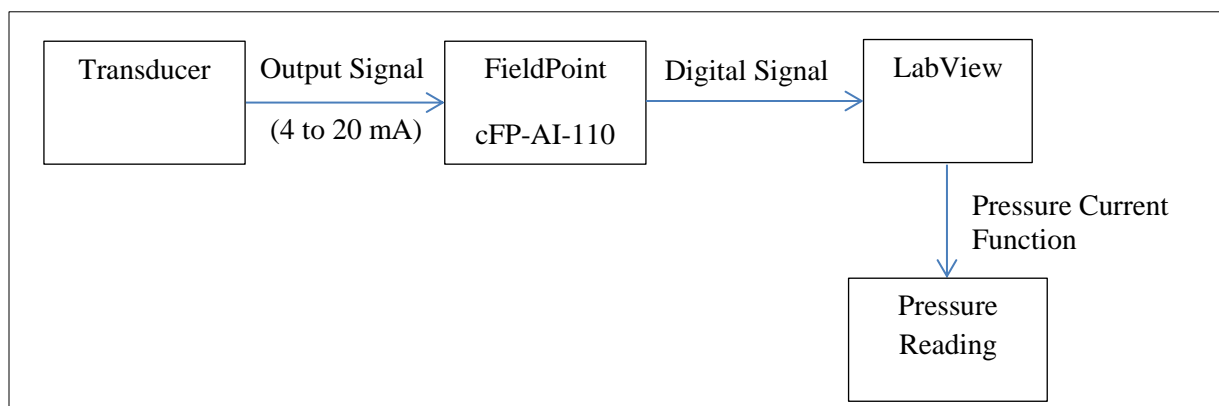 Transducer
Output Signal
(4 to 20 mA)
FieldPoint
cFP-AI-110
Digital Signal
LabView
Pressure Current
Function
Pressure
Reading